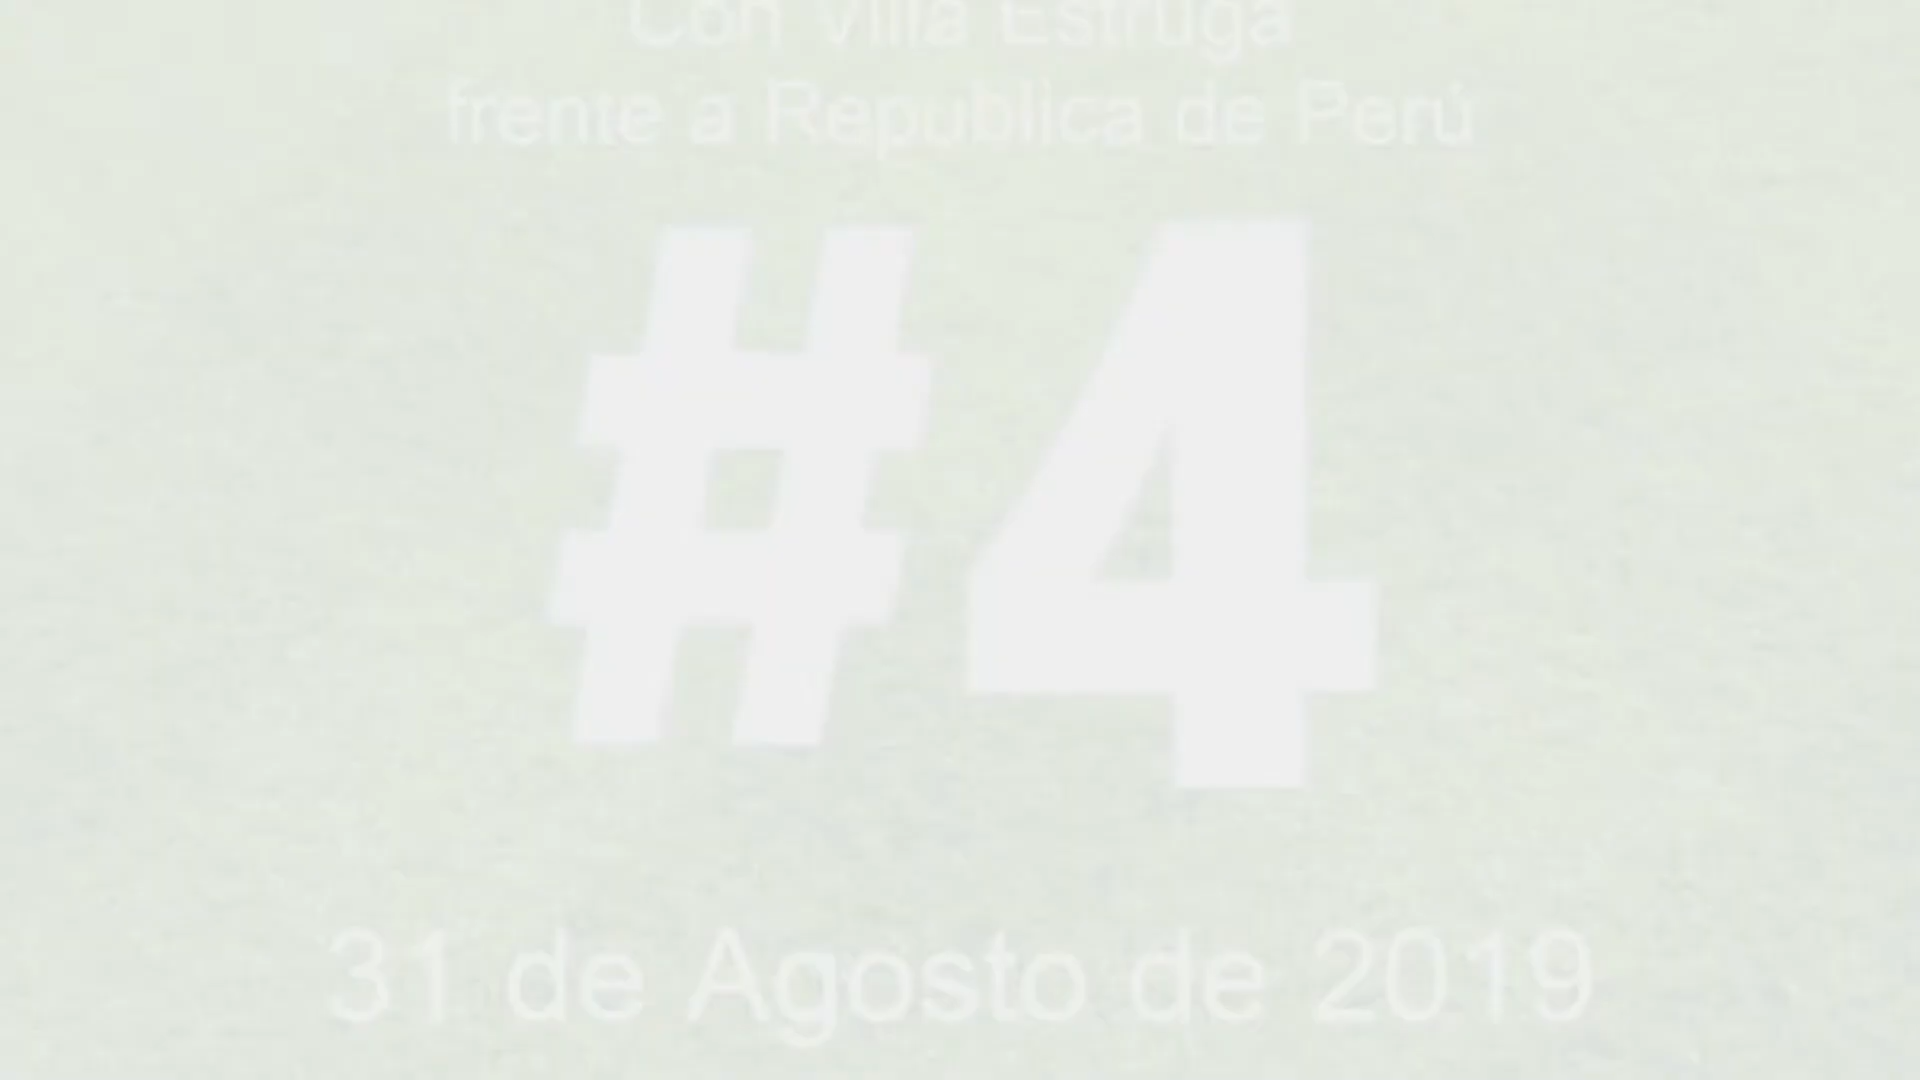 Con Villa Estruga
frente a Republica de Perú
#4
31 de Agosto de 2019